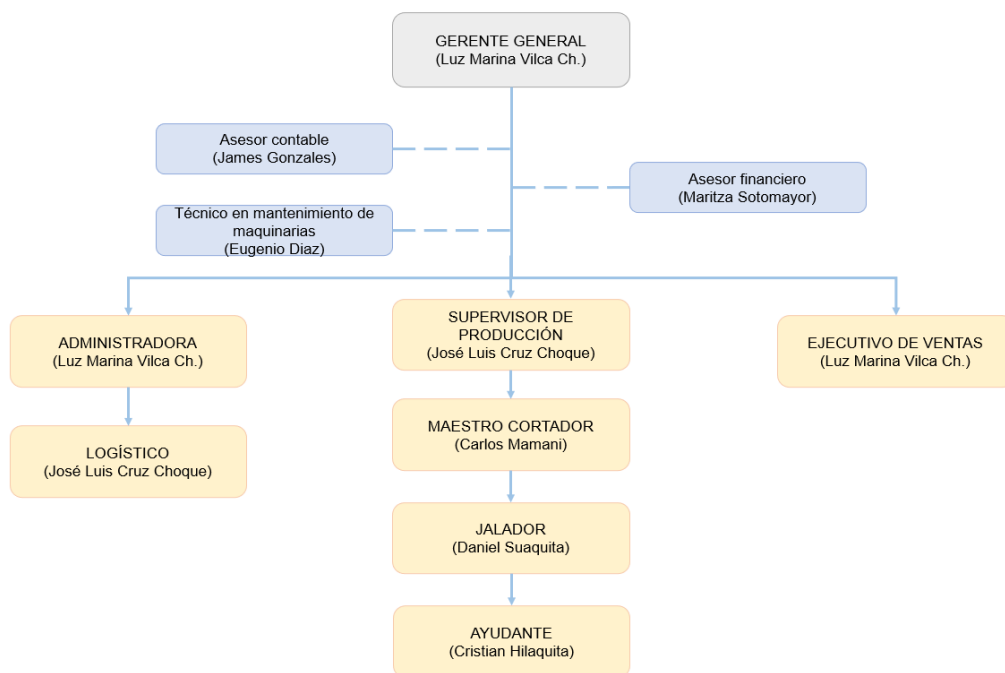 GERENTE GENERAL
(Luz Marina Vilca Ch.)
Asesor contable
(James Gonzales)
Asesor financiero
(Maritza Sotomayor)
Técnico en mantenimiento de
maquinarias
(Eugenio Diaz)
ADMINISTRADORA
(Luz Marina Vilca Ch.)
SUPERVISOR DE
PRODUCCIÓN
(José Luis Cruz Choque)
EJECUTIVO DE VENTAS
(Luz Marina Vilca Ch.)
LOGÍSTICO
(José Luis Cruz Choque)
MAESTRO CORTADOR
(Carlos Mamani)
JALADOR
(Daniel Suaquita)
AYUDANTE
(Cristian Hilaquita)